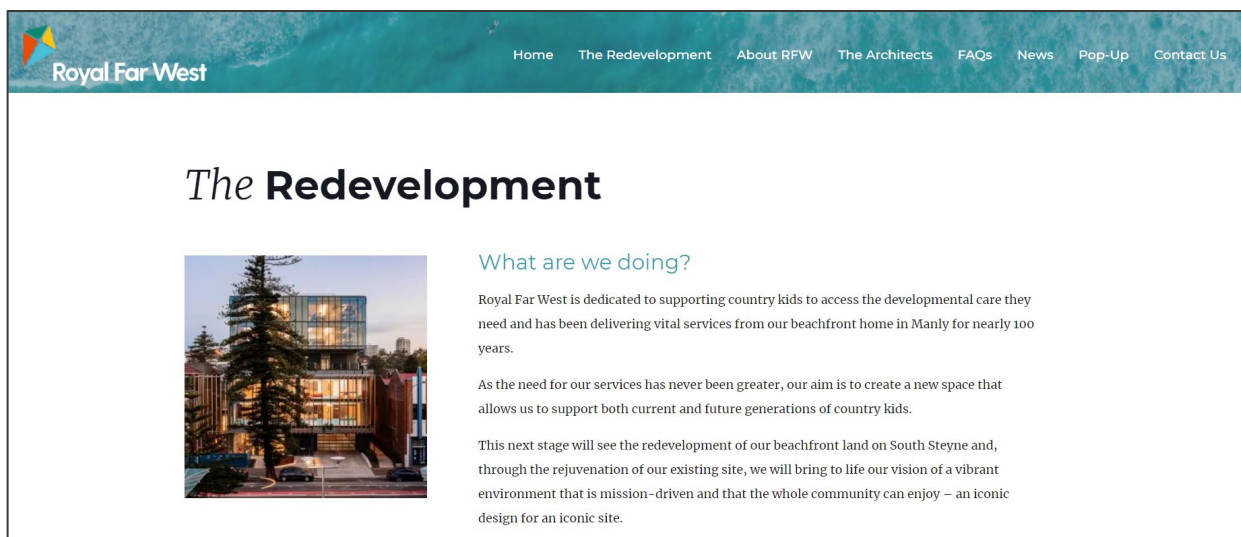 Royal Far West
Home The Redevelopment About RFW The Architects FAQs News Pop-Up Contact Us
The Redevelopment
What are we doing?
Royal Far West is dedicated to supporting country kids to access the developmental care they
need and has been delivering vital services from our beachfront home in Manly for nearly 100
years.
As the need for our services has never been greater, our aim is to create a new space that
allows us to support both current and future generations of country kids.
This next stage will see the redevelopment of our beachfront land on South Steyne and,
through the rejuvenation of our existing site, we will bring to life our vision of a vibrant
environment that is mission-driven and that the whole community can enjoy – an iconic
design for an iconic site.